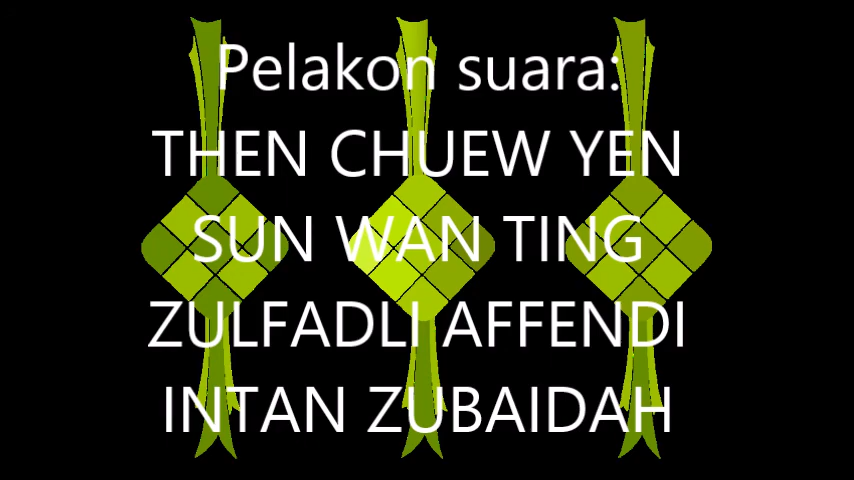 Pelakon suara:
THEN CHUEW YEN
SUN WAN TING
ZULFADLI AFFENDI
INTAN ZUBAIDAH